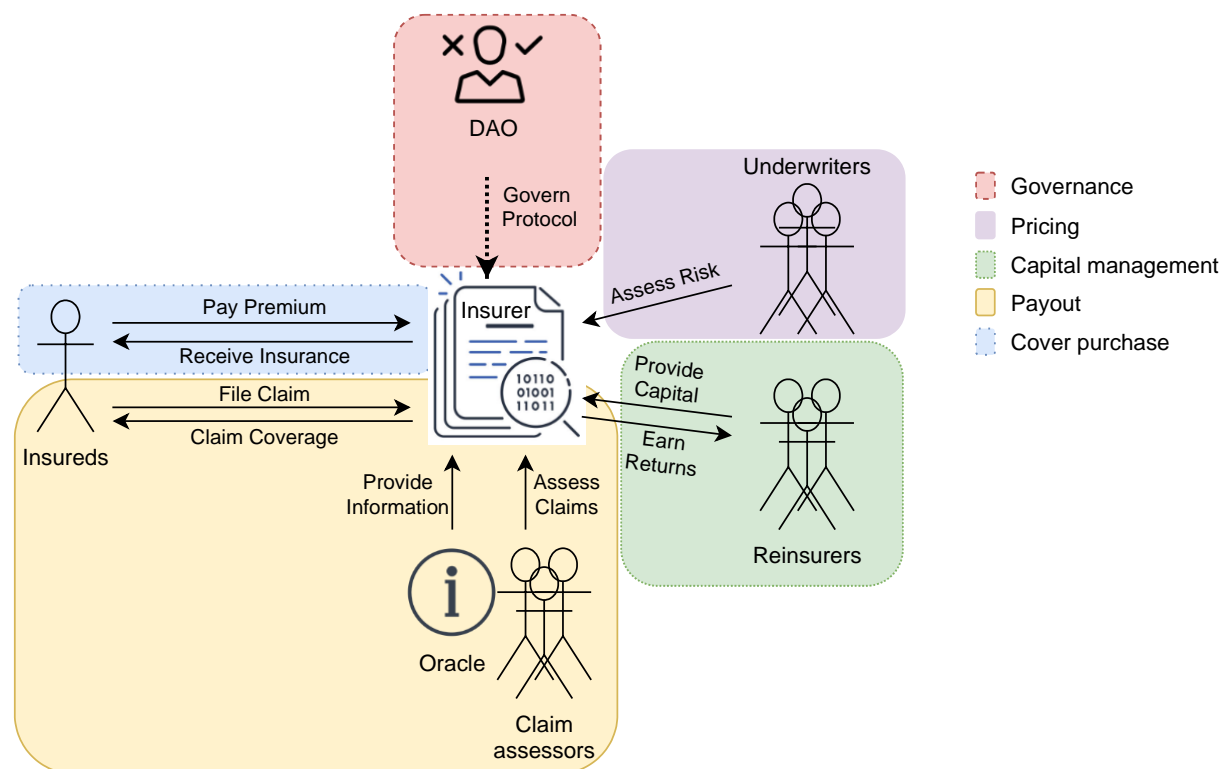 DAO
Govern
Protocol
Underwriters
Assess Risk
Governance
Pricing
Capital management
Payout
Cover purchase
Pay Premium
Receive Insurance
Insurer
10110
01001
11011
File Claim
Claim Coverage
Insureds
Provide
Capital
Earn
Returns
Reinsurers
Provide
Information
Assess
Claims
i
Oracle
Claim
assessors